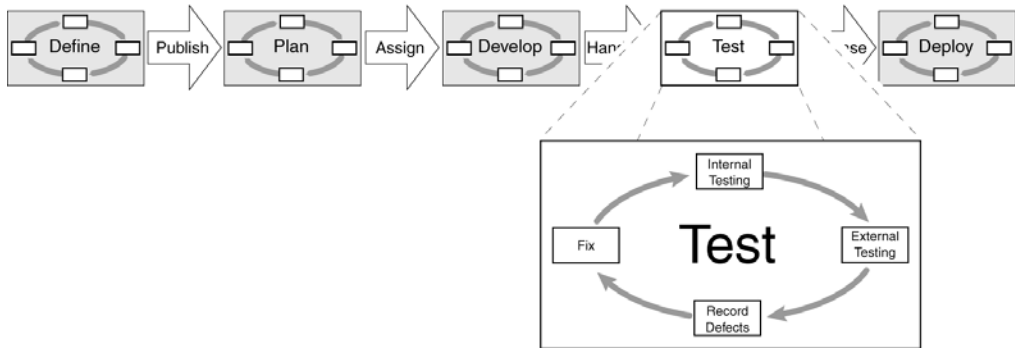 Define
Publish
Plan
Assign
Develop
Test
Deploy
Internal
Testing
External
Testing
Test
Fix
Record
Defects